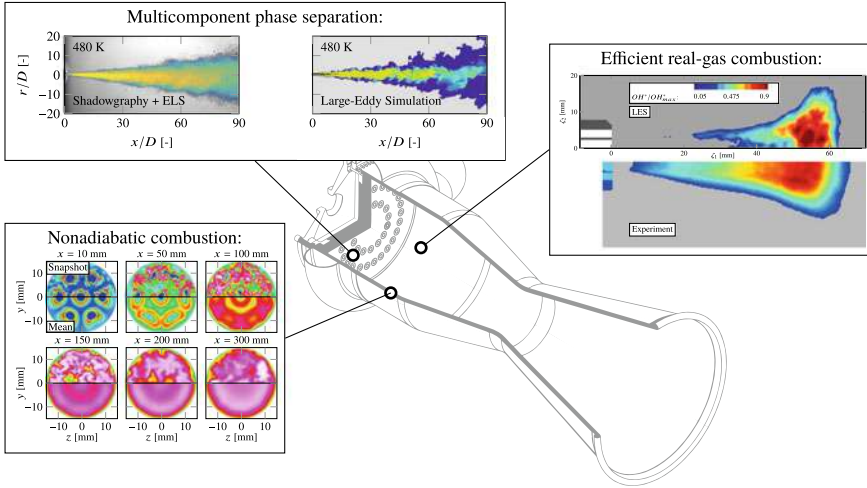 Multicomponent phase separation:
480 K
Shadowgraphy + ELS
480 K
Large-Eddy Simulation
r/D [-]
20
10
0
−10
−20
0
30
60
90
0
30
60
90
x/D [-]
x/D [-]
Efficient real-gas combustion:
OH*/OH*max:
0.05
0.475
0.9
LES
20
10
0
0
20
40
60
ζ1 [mm]
Experiment
Nonadiabatic combustion:
x = 10 mm
x = 50 mm
x = 100 mm
Snapshot
Mean
y [mm]
10
0
−10
x = 150 mm
x = 200 mm
x = 300 mm
y [mm]
10
0
−10
−10
0
10
−10
0
10
−10
0
10
z [mm]
z [mm]
z [mm]